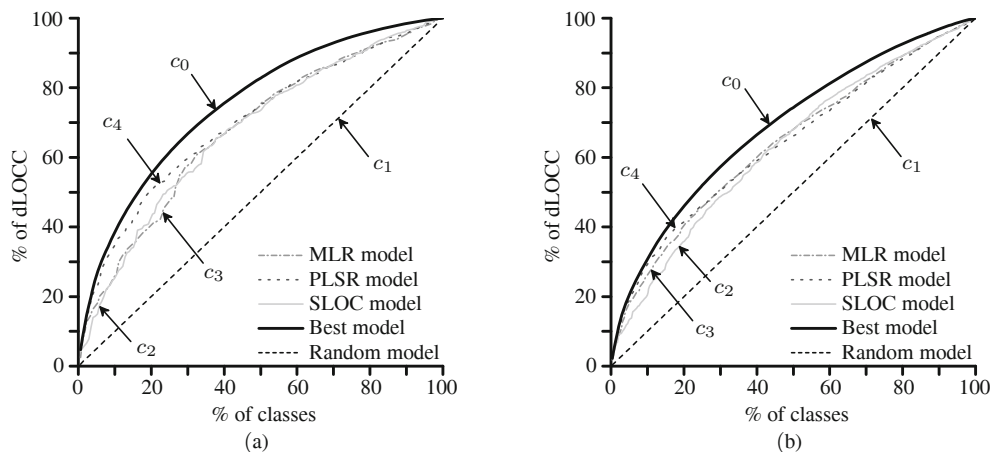 100
80
60
40
20
0
% of dLOCC
c0
c4
c1
c3
c2
MLR model
PLSR model
SLOC model
Best model
Random model
0 20 40 60 80 100
% of classes
(a)
100
80
60
40
20
0
% of dLOCC
c0
c4
c1
c2
c3
MLR model
PLSR model
SLOC model
Best model
Random model
0 20 40 60 80 100
% of classes
(b)